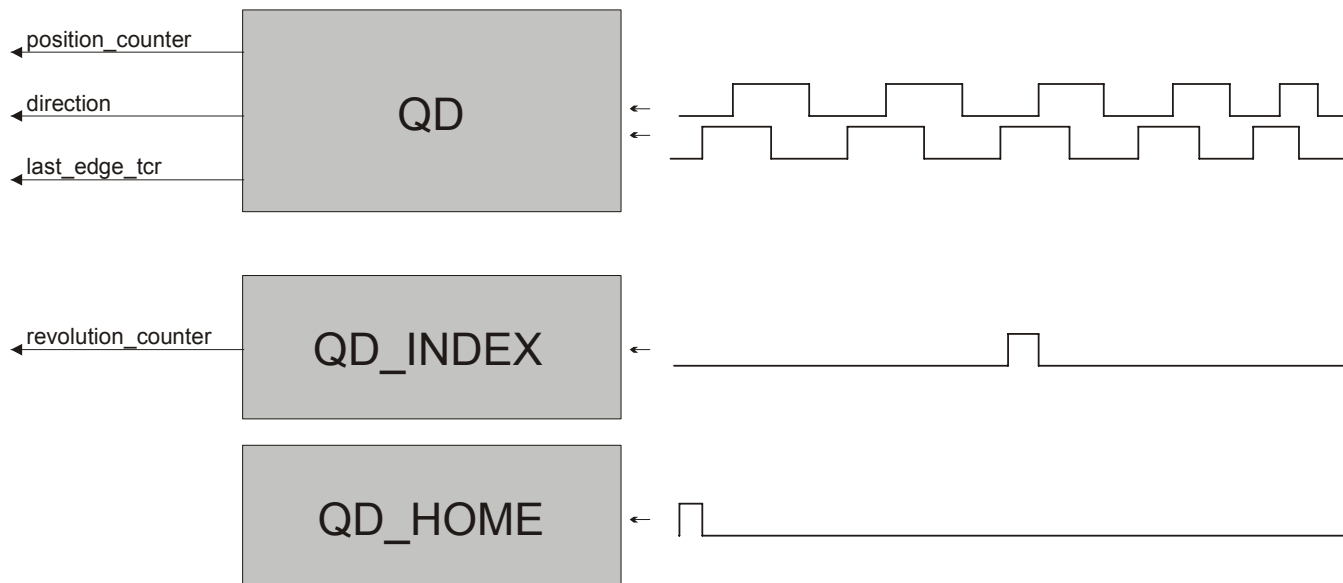 position_counter
direction
QD
last_edge_tcr
revolution_counter
QD_INDEX
QD_HOME